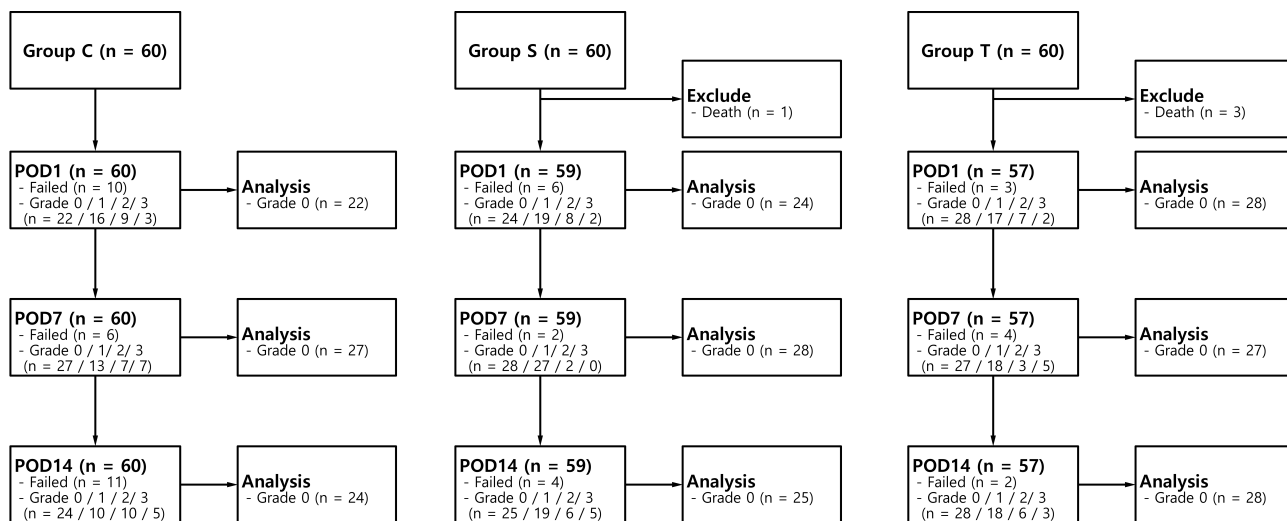 Group C (n = 60)
POD1 (n = 60)
- Failed (n = 10)
- Grade 0 / 1 / 2/ 3
(n = 22 / 16 / 9 / 3)
Analysis
- Grade 0 (n = 22)
POD7 (n = 60)
- Failed (n = 6)
- Grade 0 / 1/ 2/ 3
(n = 27 / 13 / 7/ 7)
Analysis
- Grade 0 (n = 27)
POD14 (n = 60)
- Failed (n = 11)
- Grade 0 / 1 / 2/ 3
(n = 24 / 10 / 10 / 5)
Analysis
- Grade 0 (n = 24)
Group S (n = 60)
Exclude
- Death (n = 1)
POD1 (n = 59)
- Failed (n = 6)
- Grade 0 / 1 / 2/ 3
(n = 24 / 19 / 8 / 2)
Analysis
- Grade 0 (n = 24)
POD7 (n = 59)
- Failed (n = 2)
- Grade 0 / 1/ 2/ 3
(n = 28 / 27 / 2 / 0)
Analysis
- Grade 0 (n = 28)
POD14 (n = 59)
- Failed (n = 4)
- Grade 0 / 1 / 2/ 3
(n = 25 / 19 / 6 / 5)
Analysis
- Grade 0 (n = 25)
Group T (n = 60)
Exclude
- Death (n = 3)
POD1 (n = 57)
- Failed (n = 3)
- Grade 0 / 1 / 2/ 3
(n = 28 / 17 / 7 / 2)
Analysis
- Grade 0 (n = 28)
POD7 (n = 57)
- Failed (n = 4)
- Grade 0 / 1/ 2/ 3
(n = 27 / 18 / 3 / 5)
Analysis
- Grade 0 (n = 27)
POD14 (n = 57)
- Failed (n = 2)
- Grade 0 / 1 / 2/ 3
(n = 28 / 18 / 6 / 3)
Analysis
- Grade 0 (n = 28)